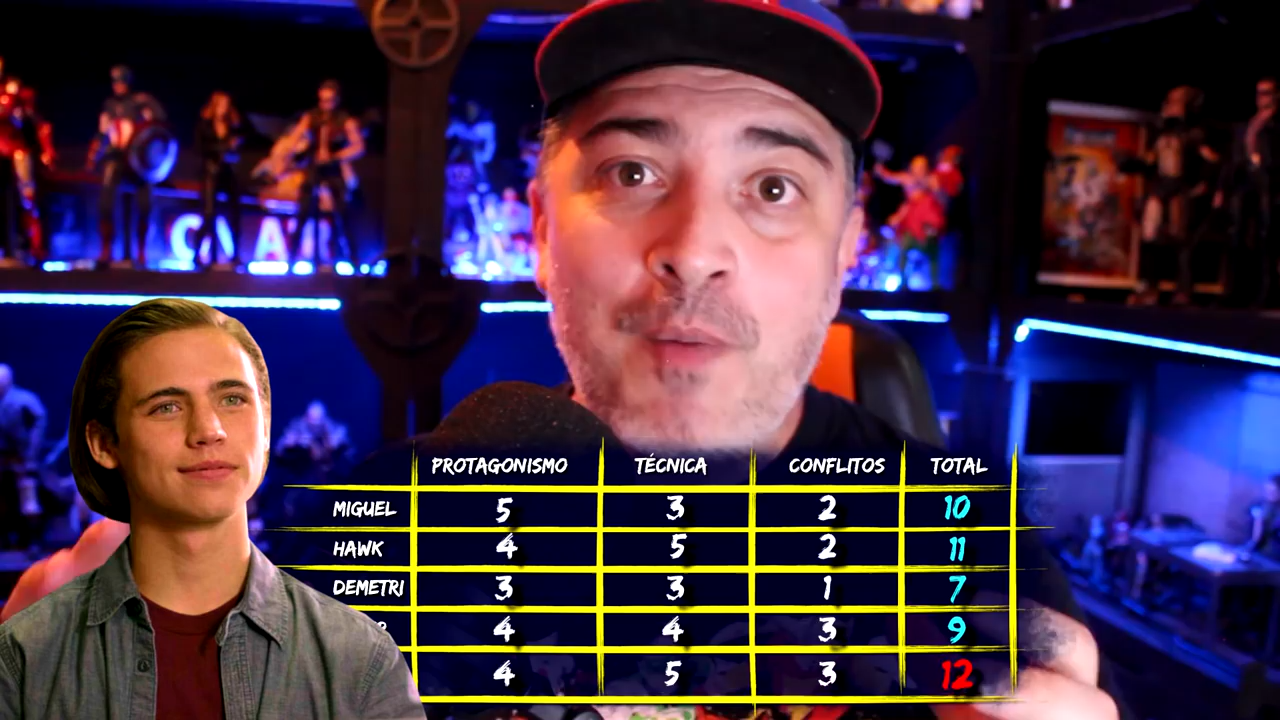 PROTAGONISMO TÉCNICA CONFLITOS TOTAL
MIGUEL 5 3 2 10
HAWK 4 5 2 11
DEMETRI 3 3 1 7
4 4 3 9
4 5 3 12